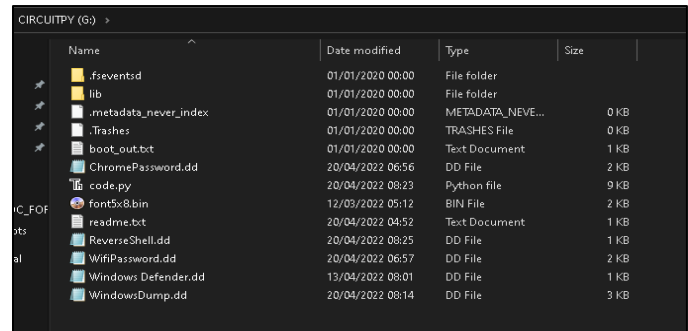 CIRCUITPY (G:) >
Name Date modified Type Size
.fseventsd 01/01/2020 00:00 File folder
lib 01/01/2020 00:00 File folder
.metadata_never_index 01/01/2020 00:00 METADATA_NEVE... 0 KB
.Trashes 01/01/2020 00:00 TRASHES File 0 KB
boot_out.txt 01/01/2020 00:00 Text Document 1 KB
ChromePassword.dd 20/04/2022 06:56 DD File 2 KB
code.py 20/04/2022 08:23 Python file 9 KB
font5x8.bin 12/03/2022 05:12 BIN File 2 KB
readme.txt 20/04/2022 04:52 Text Document 1 KB
ReverseShell.dd 20/04/2022 08:25 DD File 1 KB
WifiPassword.dd 20/04/2022 06:57 DD File 2 KB
Windows Defender.dd 13/04/2022 08:01 DD File 1 KB
WindowsDump.dd 20/04/2022 08:14 DD File 3 KB